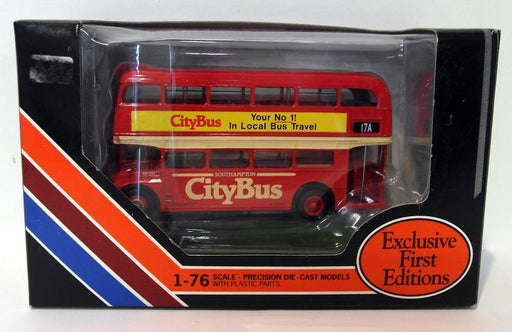 CityBus
Your No 1!
In Local Bus Travel
17A
SOUTHAMPTON
CityBus
Exclusive
First
Editions
1-76 SCALE - PRECISION DIE-CAST MODELS
WITH PLASTIC PARTS